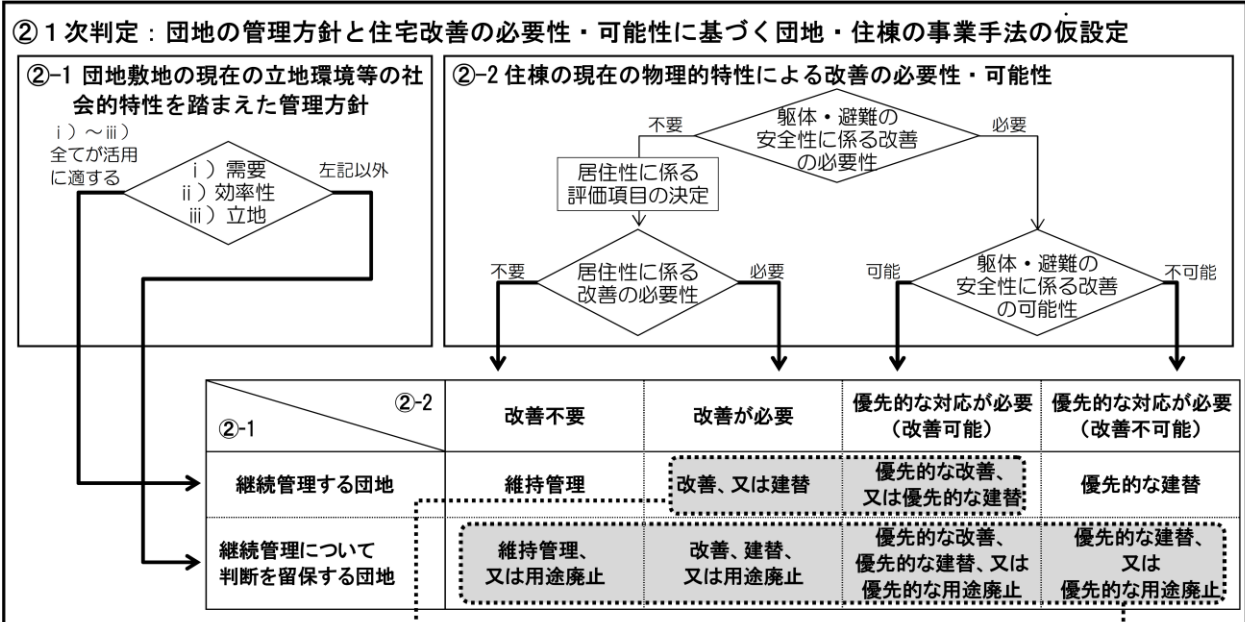 ② 1次判定：団地の管理方針と住宅改善の必要性・可能性に基づく団地・住棟の事業手法の仮設定
②-1 団地敷地の現在の立地環境等の社
会的特性を踏まえた管理方針
ⅰ）～ⅲ）
全てが活用
に適する
ⅰ）需要
ⅱ）効率性
ⅲ）立地
左記以外
②-2 住棟の現在の物理的特性による改善の必要性・可能性
不要
躯体・避難の
安全性に係る改善
の必要性
必要
居住性に係る
評価項目の決定
不要
居住性に係る
改善の必要性
必要
可能
躯体・避難の
安全性に係る改善
の可能性
不可能
②-2
②-1
改善不要
改善が必要
優先的な対応が必要
（改善可能）
優先的な対応が必要
（改善不可能）
継続管理する団地
維持管理
改善、又は建替
優先的な改善、
又は優先的な建替
優先的な建替
継続管理について
判断を留保する団地
維持管理、
又は用途廃止
改善、建替、
又は用途廃止
優先的な改善、
優先的な建替、又は
優先的な用途廃止
優先的な建替、
又は
優先的な用途廃止